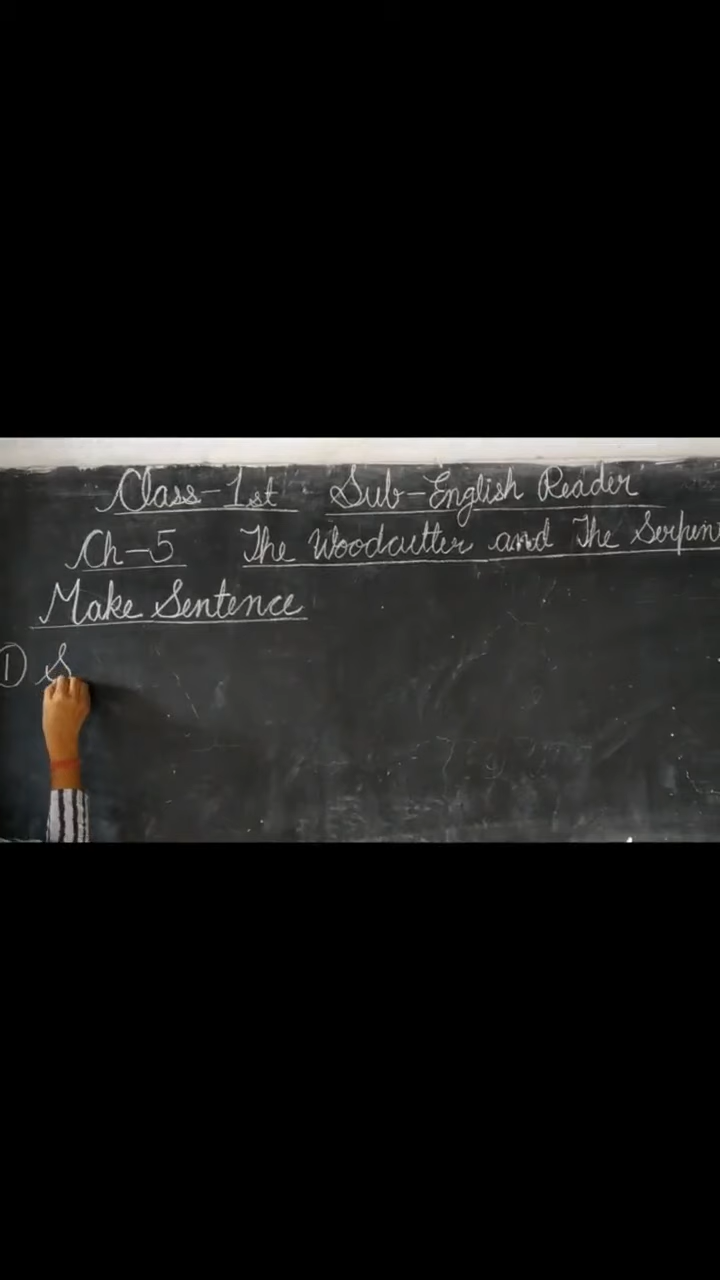 Class-1st Sub-English Reader
Ch-5 The Woodcutter and The Serpen
Make Sentence
① S